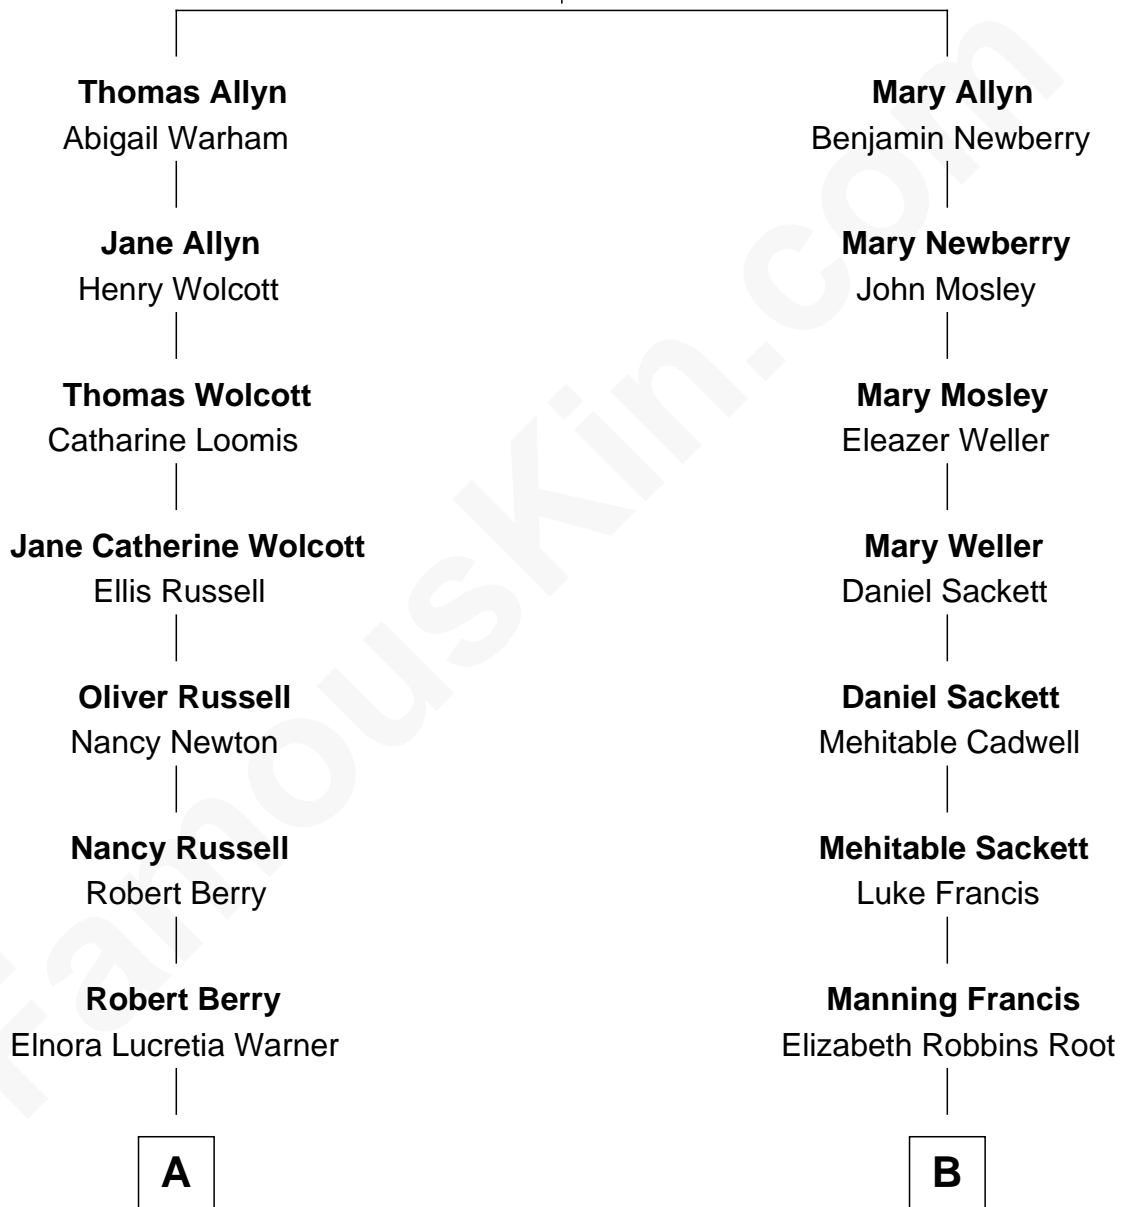 Thomas Allyn
Abigail Warham
Jane Allyn
Henry Wolcott
Thomas Wolcott
Catharine Loomis
Jane Catherine Wolcott
Ellis Russell
Oliver Russell
Nancy Newton
Nancy Russell
Robert Berry
Robert Berry
Elnora Lucretia Warner
A
Mary Allyn
Benjamin Newberry
Mary Newberry
John Mosley
Mary Mosley
Eleazer Weller
Mary Weller
Daniel Sackett
Daniel Sackett
Mehitable Cadwell
Mehitable Sackett
Luke Francis
Manning Francis
Elizabeth Robbins Root
B
FamousKin.com